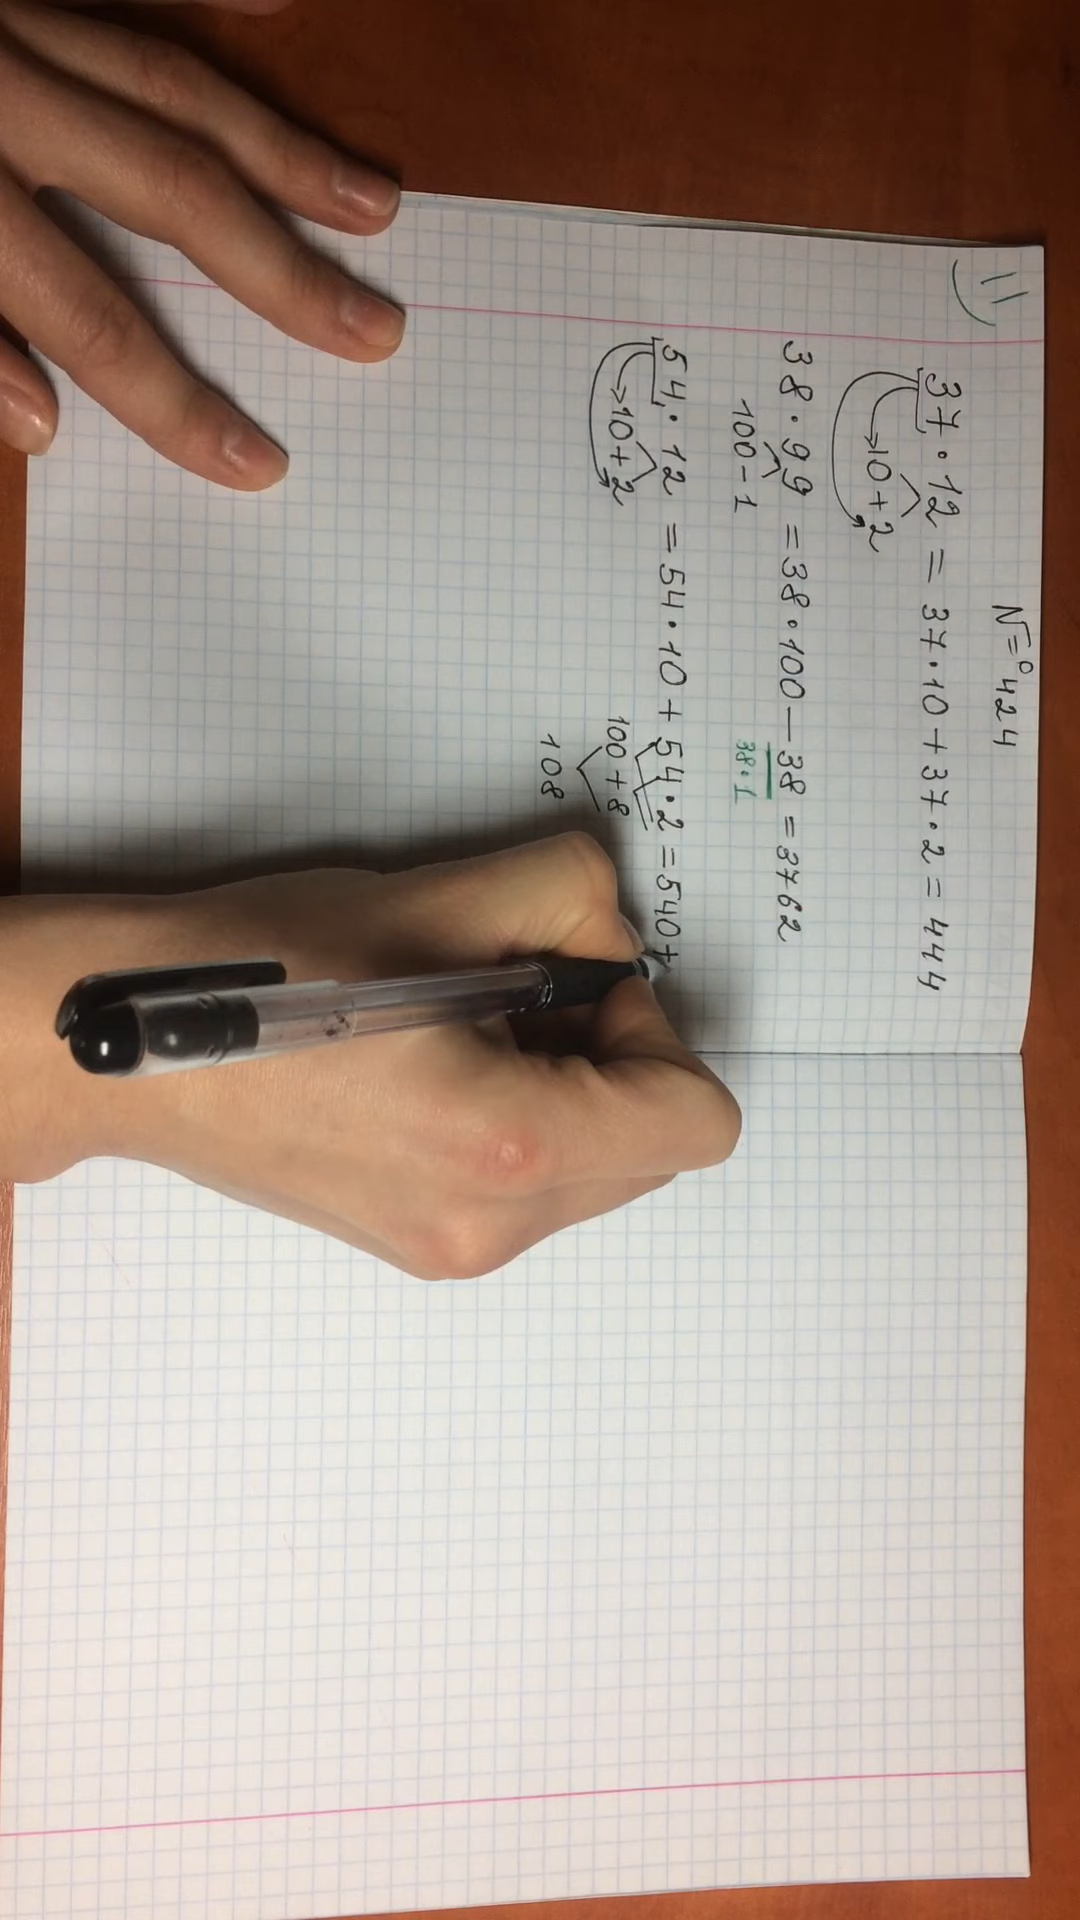 № 424
11)
37 · 12 = 37 · 10 + 37 · 2 = 444
10 + 2
38 · 99 = 38 · 100 — 38 = 3762
100 - 1
38 · 1
54 · 12 = 54 · 10 + 54 · 2 = 540 +
10 + 2
100 + 8
108